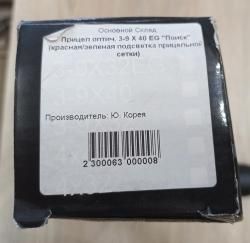 Основной Склад
Прицел оптич. 3-9 X 40 EG "Поиск"
(красная/зеленая подсветка прицельной
сетки)
Производитель: Ю. Корея
2 300063 000008